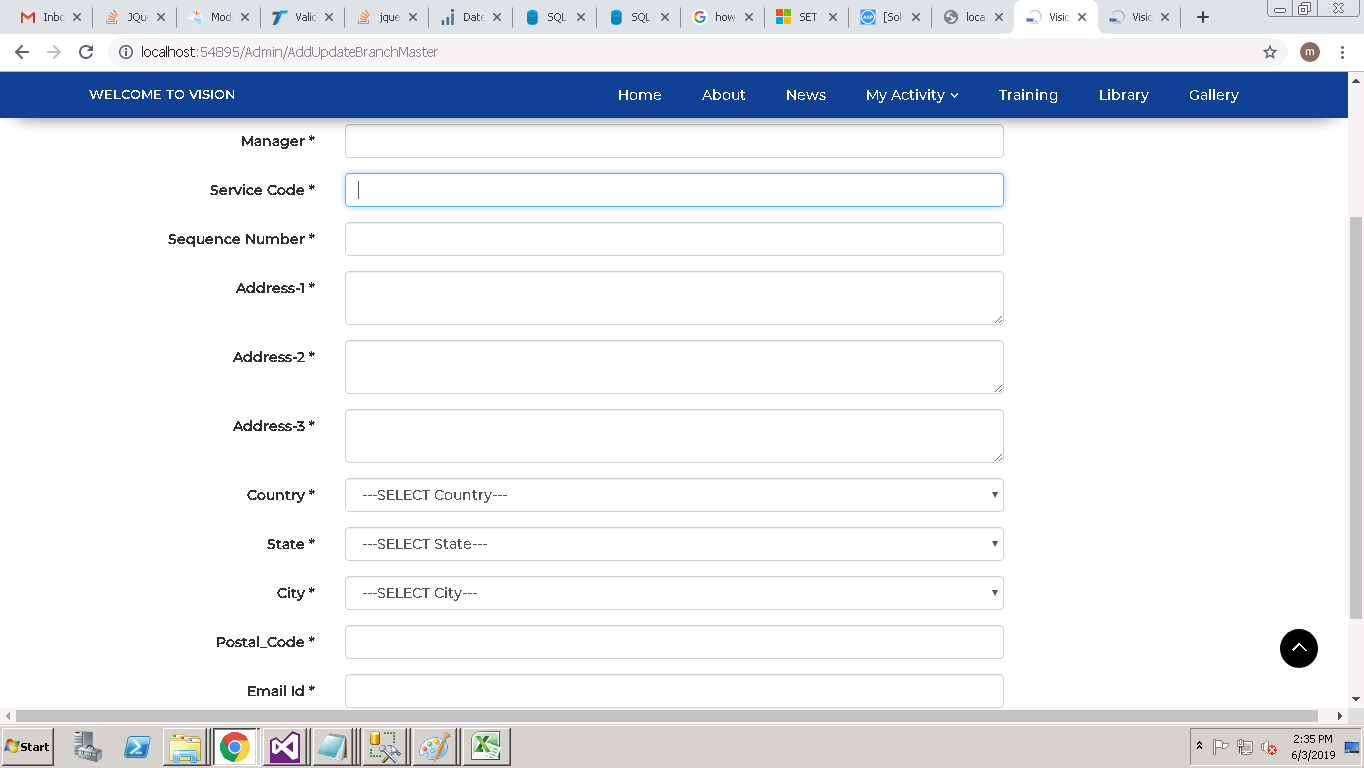 Inbo
JQu
Mod
Valid
jque
Date
SQL
SQL
how
SET
[Sol
loca
Visio
Visio
localhost:54895/Admin/AddUpdateBranchMaster
m
WELCOME TO VISION
Home
About
News
My Activity
Training
Library
Gallery
Manager *
Service Code *
Sequence Number *
Address-1 *
Address-2 *
Address-3 *
Country *
---SELECT Country---
State *
---SELECT State---
City *
---SELECT City---
Postal_Code *
Email Id *
Start
2:35 PM
6/3/2019